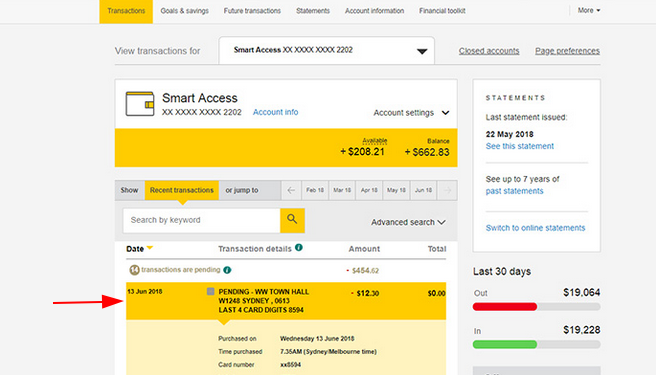 Transactions Goals & savings Future transactions Statements Account information Financial toolkit More
View transactions for Smart Access XX XXXX XXXX 2202 Closed accounts Page preferences
Smart Access
XX XXXX XXXX 2202 Account info Account settings
Available Balance
+ $208.21 + $662.83
Show Recent transactions or jump to Feb 18 Mar 18 Apr 18 May 18 Jun 18
Search by keyword Advanced search
Date Transaction details i Amount Total
14 transactions are pending i - $454.62
13 Jun 2018 PENDING - WW TOWN HALL - $12.30 $0.00
W1248 SYDNEY , 0613
LAST 4 CARD DIGITS 8594
Purchased on Wednesday 13 June 2018
Time purchased 7.35AM (Sydney/Melbourne time)
Card number xx8594
STATEMENTS
Last statement issued:
22 May 2018
See this statement
See up to 7 years of
past statements
Switch to online statements
Last 30 days
Out $19,064
In $19,228